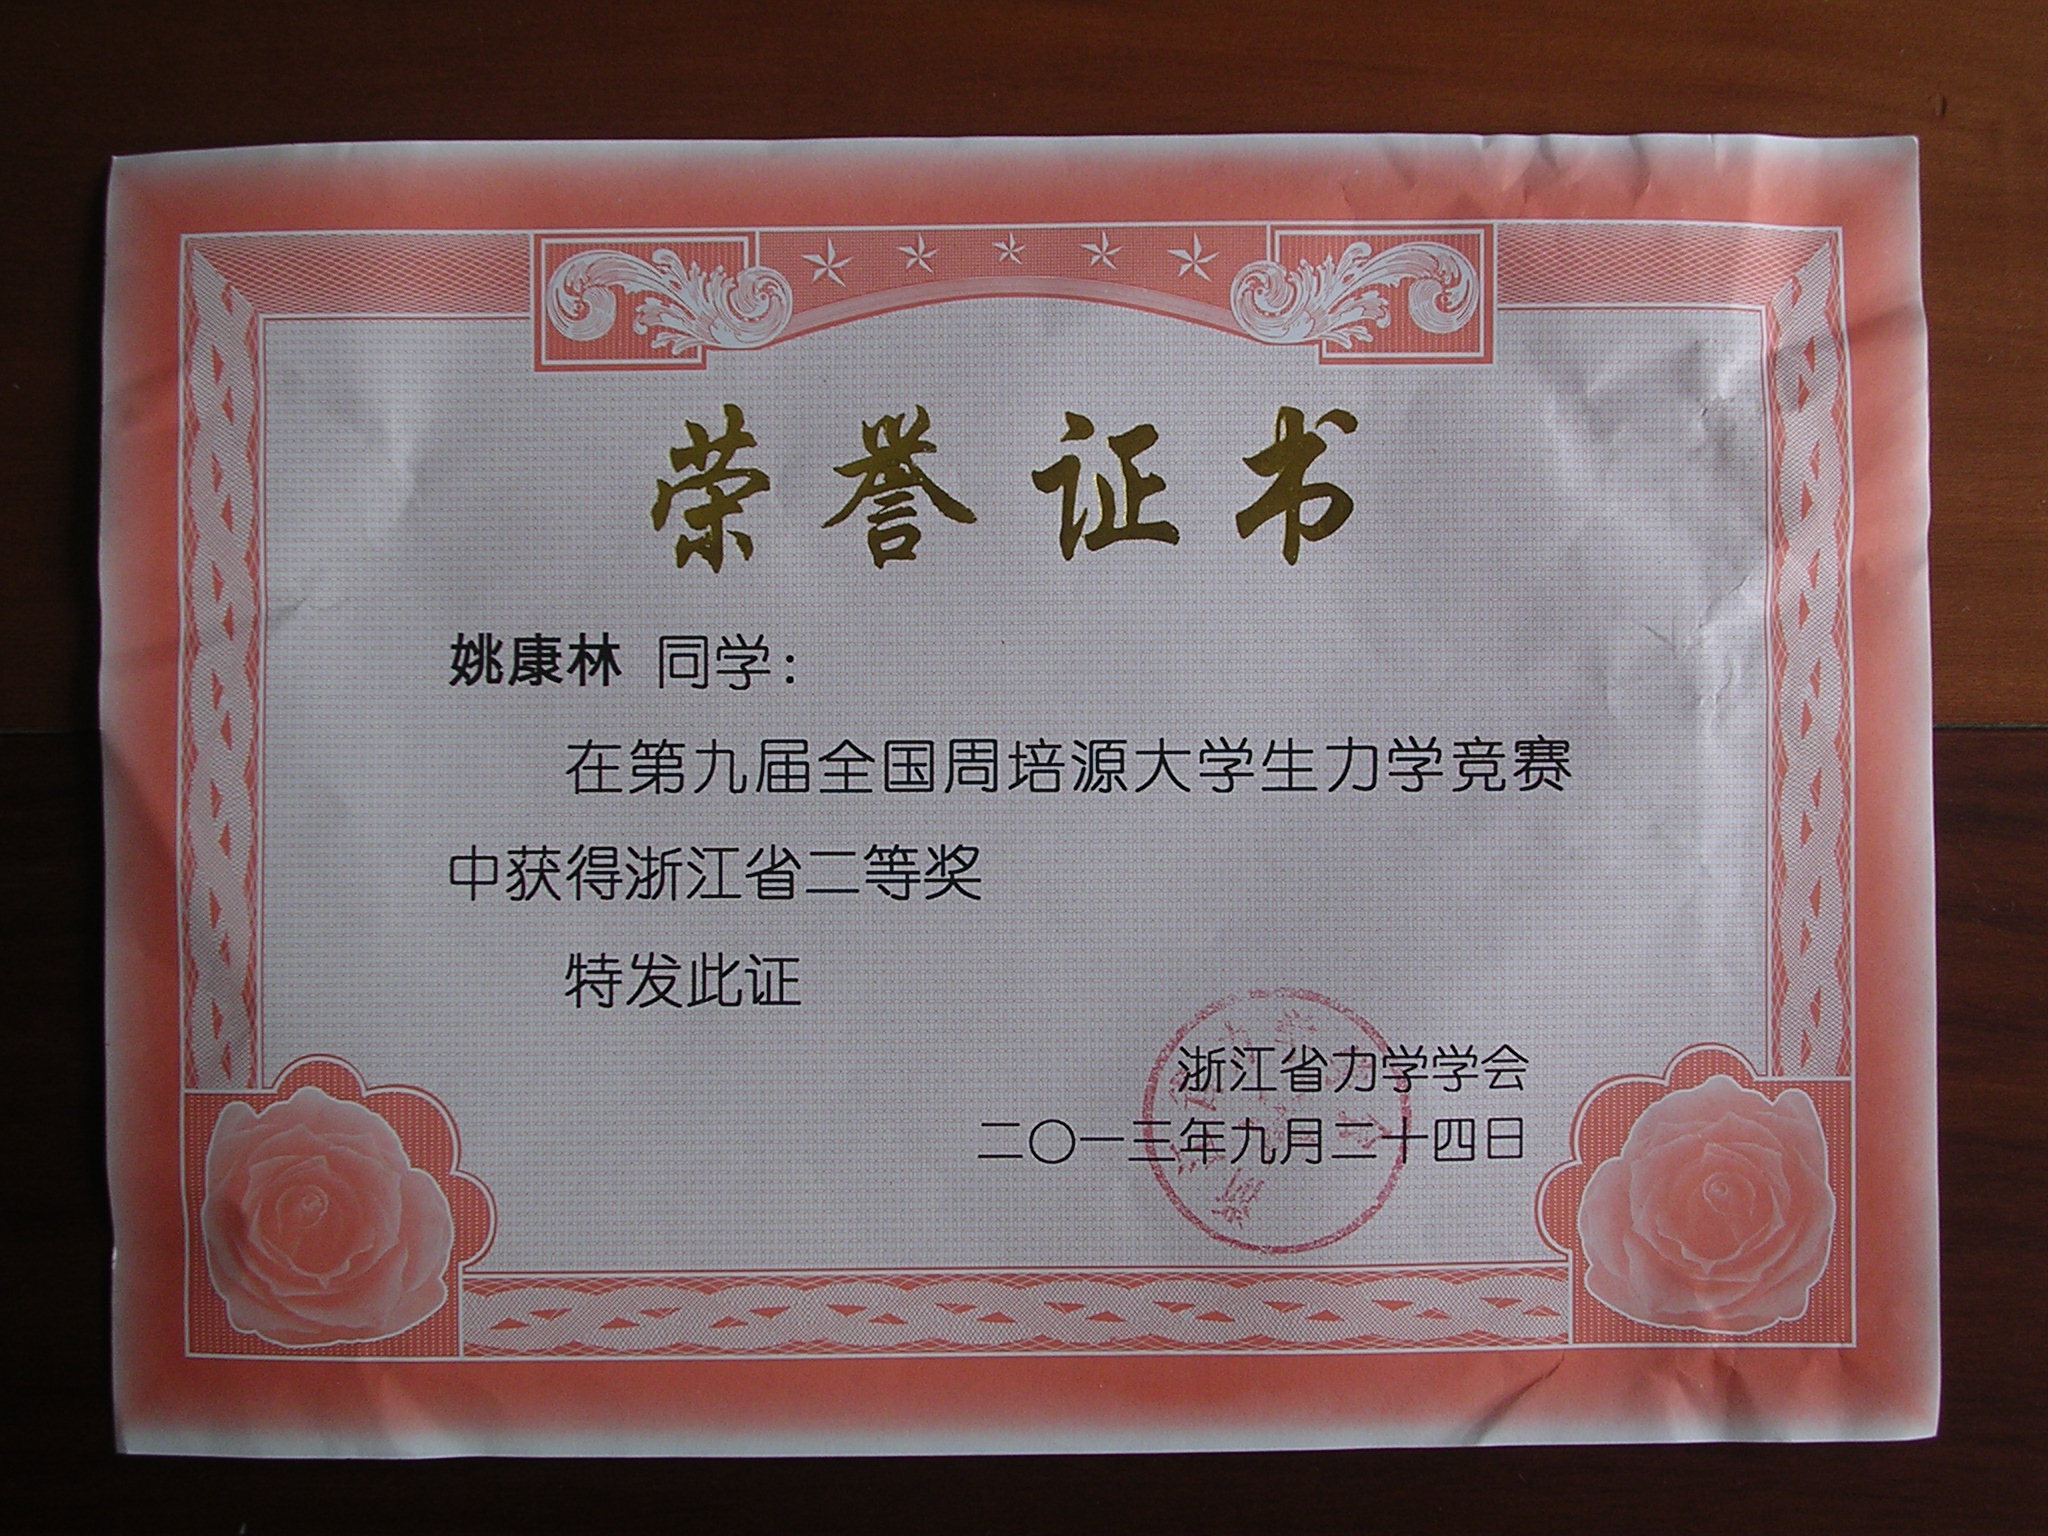 荣誉证书
姚康林 同学：
在第九届全国周培源大学生力学竞赛
中获得浙江省二等奖
特发此证
浙江省力学学会
二〇一三年九月二十四日